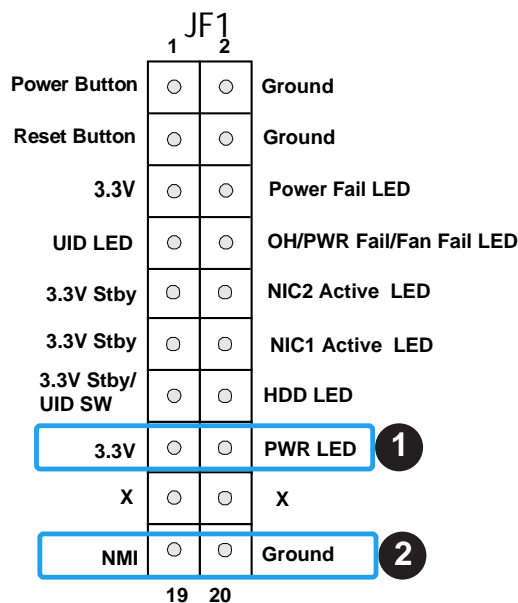 JF1
1 2
Power Button Ground
Reset Button Ground
3.3V Power Fail LED
UID LED OH/PWR Fail/Fan Fail LED
3.3V Stby NIC2 Active LED
3.3V Stby NIC1 Active LED
3.3V Stby/
UID SW HDD LED
3.3V PWR LED 1
X X
NMI Ground 2
19 20